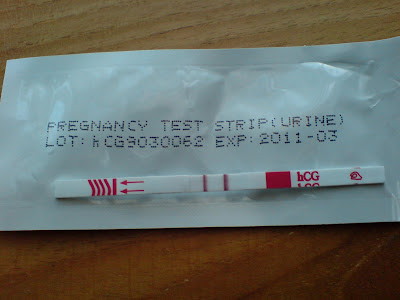 PREGNANCY TEST STRIP(URINE)
LOT: hCG9030062 EXP: 2011-03
hCG